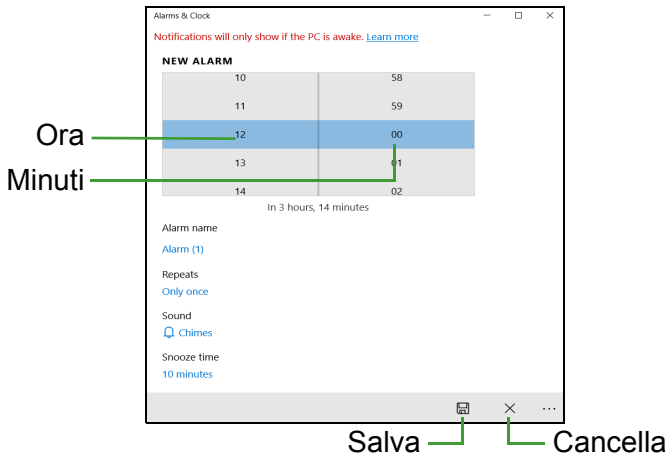 Alarms & Clock
Notifications will only show if the PC is awake. Learn more
NEW ALARM
10 58
11 59
Ora 12 00
Minuti 13 01
14 02
In 3 hours, 14 minutes
Alarm name
Alarm (1)
Repeats
Only once
Sound
Chimes
Snooze time
10 minutes
Salva Cancella